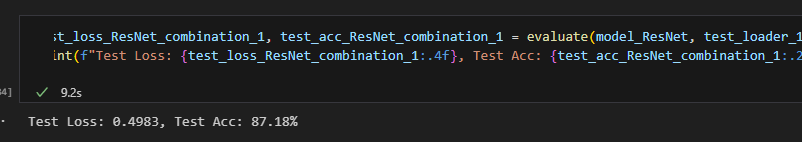 st_loss_ResNet_combination_1, test_acc_ResNet_combination_1 = evaluate(model_ResNet, test_loader_1
int(f"Test Loss: {test_loss_ResNet_combination_1:.4f}, Test Acc: {test_acc_ResNet_combination_1:.2
4] ✓ 9.2s
Test Loss: 0.4983, Test Acc: 87.18%